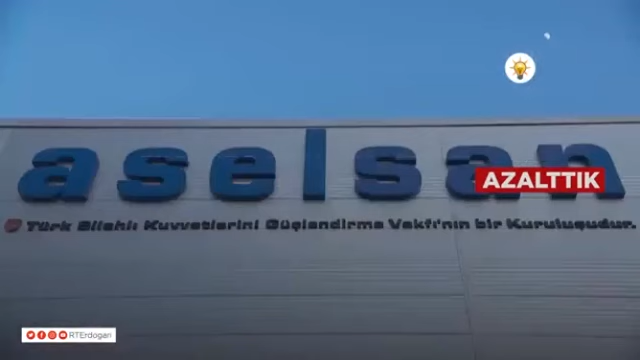 aselsan
AZALTTIK
Türk Silahlı Kuvvetlerini Güçlendirme Vakfı'nın bir Kuruluşudur.
RTErdogan